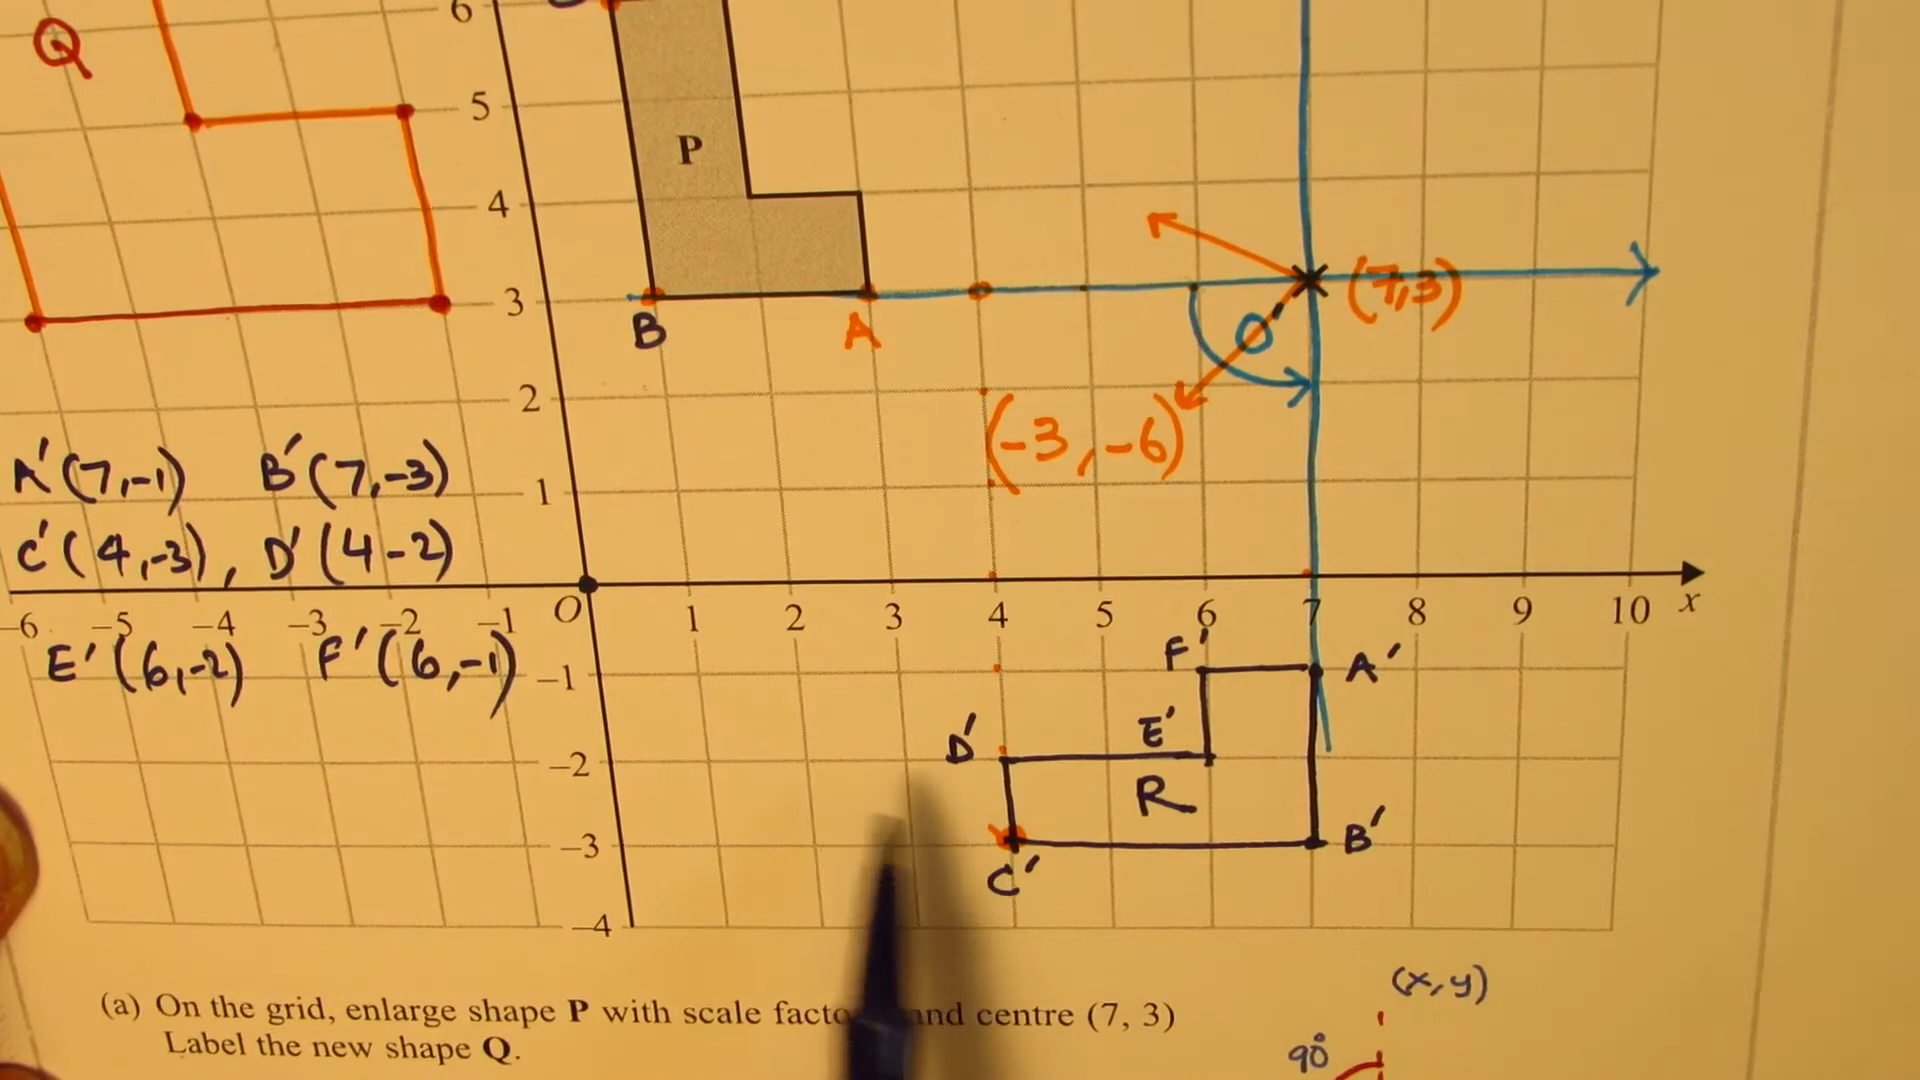 6
Q
5
P
4
(7,3)
3
B A
O
2
(-3,-6)
A'(7,-1) B'(7,-3)
1
C'(4,-3), D'(4-2)
-6 -5 -4 -3 -2 -1 O 1 2 3 4 5 6 7 8 9 10 x
E'(6,-2) F'(6,-1)
-1
F' A'
D' E'
-2
R
-3
B'
C'
-4
(x,y)
(a) On the grid, enlarge shape P with scale and centre (7, 3)
Label the new shape Q.
90°